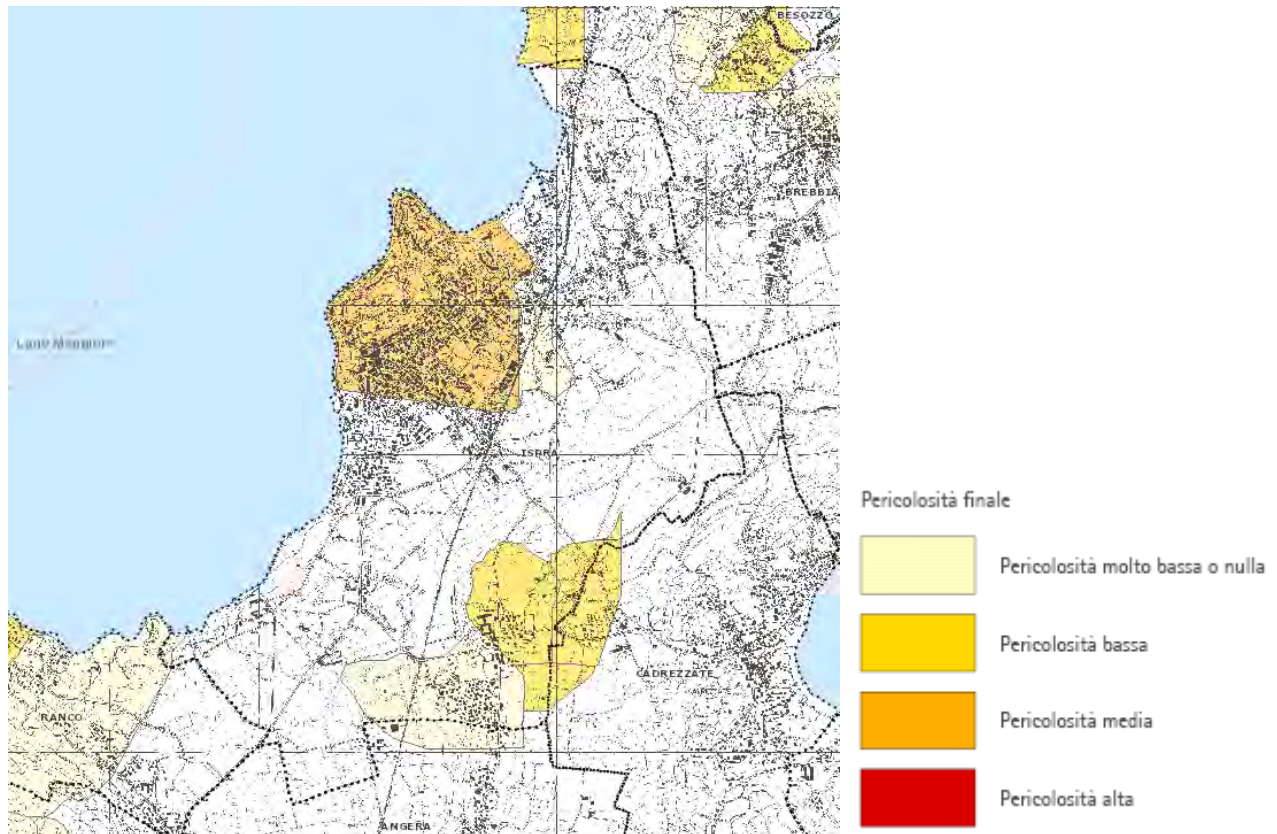 BESOZZO
BREBBIA
ISPRA
CADREZZATE
RANCO
ANGERA
Pericolosità finale
Pericolosità molto bassa o nulla
Pericolosità bassa
Pericolosità media
Pericolosità alta